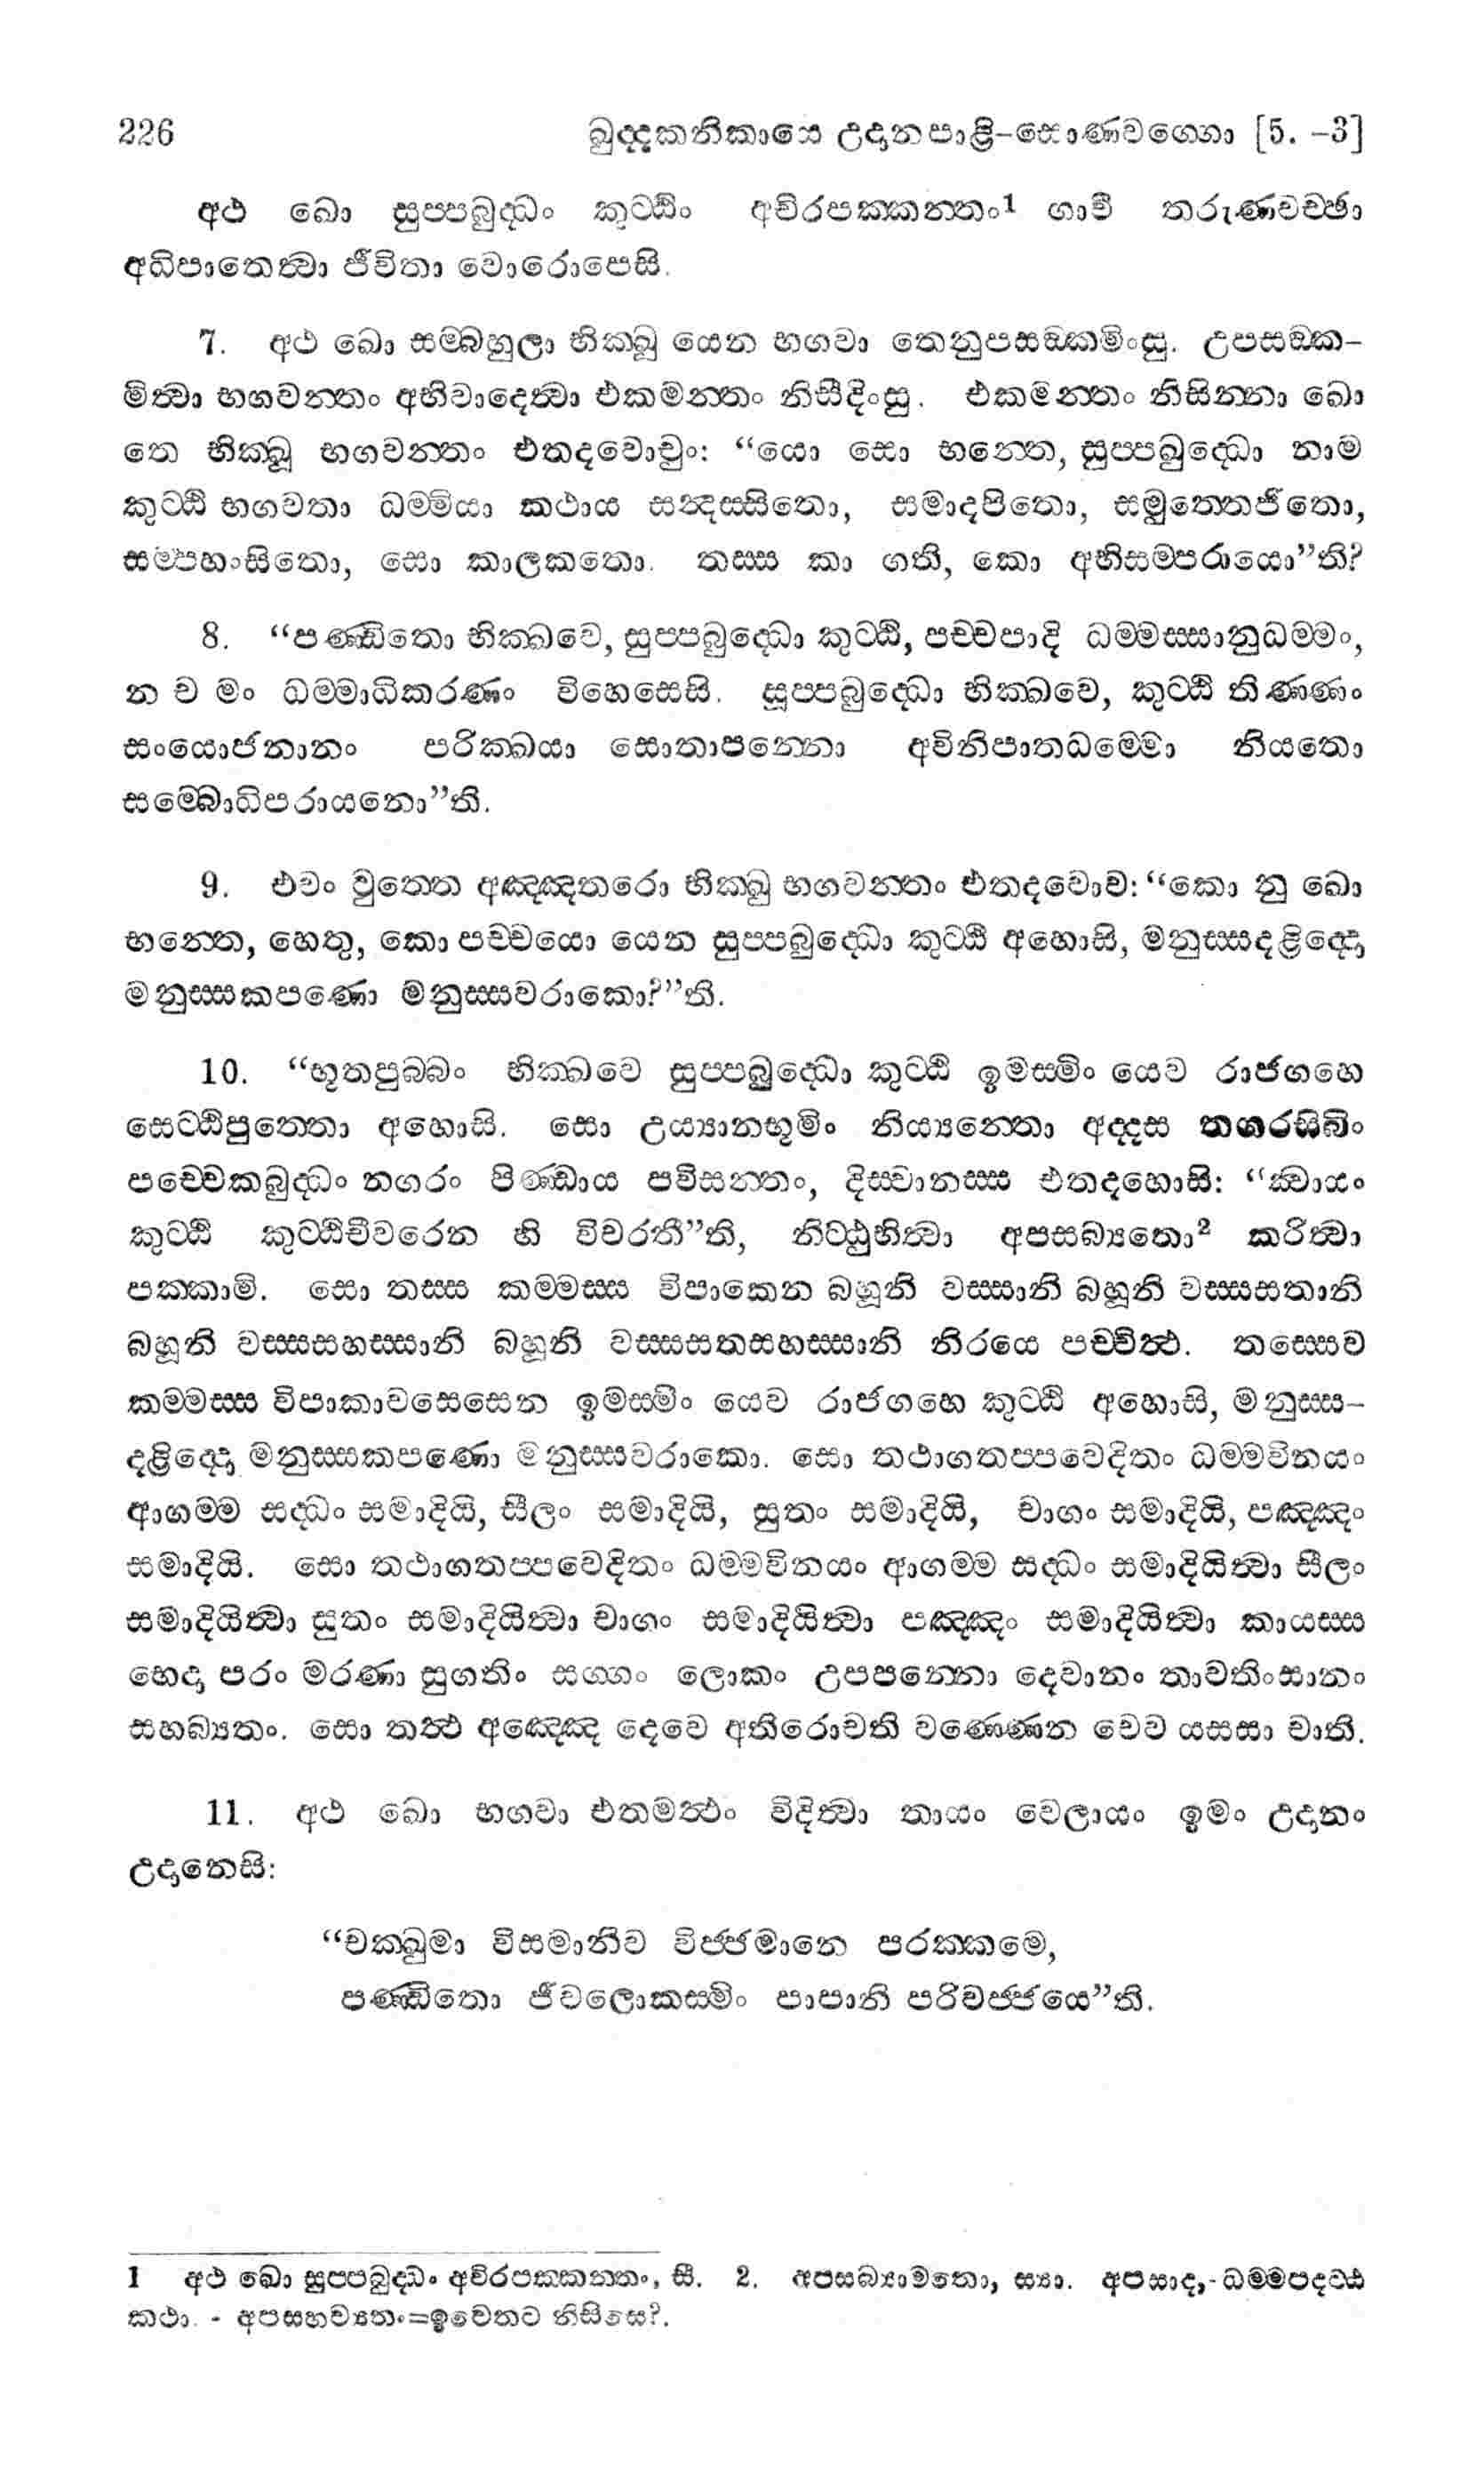 226 ඛුද්දකනිකායෙ උදානපාළි-සොණවග්ගො [5. -3]
අථ ඛො සුප්පබුද්ධං කුට්ඨිං අචිරපක්කන්තං¹ ගාවී තරුණවච්ඡා
අධිපාතෙත්වා ජීවිතා වොරොපෙසි.
7. අථ ඛො සම්බහුලා භික්ඛූ යෙන භගවා තෙනුපසඞ්කමිංසු. උපසඞ්ක-
මිත්වා භගවන්තං අභිවාදෙත්වා එකමන්තං නිසීදිංසු. එකමන්තං නිසින්නා ඛො
තෙ භික්ඛූ භගවන්තං එතදවොචුං: “යො සො භන්තෙ, සුප්පබුද්ධො නාම
කුට්ඨි භගවතා ධම්මියා කථාය සන්දස්සිතො, සමාදපිතො, සමුත්තෙජිතො,
සම්පහංසිතො, සො කාලකතො. තස්ස කා ගති, කො අභිසම්පරායො”ති?
8. “පණ්ඩිතො භික්ඛවෙ, සුප්පබුද්ධො කුට්ඨි, පච්චපාදි ධම්මස්සානුධම්මං,
න ච මං ධම්මාධිකරණං විහෙසෙසි. සුප්පබුද්ධො භික්ඛවෙ, කුට්ඨි තිණ්ණං
සංයොජනානං පරික්ඛයා සොතාපන්නො අවිනිපාතධම්මො නියතො
සම්බොධිපරායනො”ති.
9. එවං වුත්තෙ අඤ්ඤතරො භික්ඛු භගවන්තං එතදවොච: “කො නු ඛො
භන්තෙ, හෙතු, කො පච්චයො යෙන සුප්පබුද්ධො කුට්ඨි අහොසි, මනුස්සදළිද්දො
මනුස්සකපණො මනුස්සවරාකො?”ති.
10. “භූතපුබ්බං භික්ඛවෙ සුප්පබුද්ධො කුට්ඨි ඉමස්මිං යෙව රාජගහෙ
සෙට්ඨිපුත්තො අහොසි. සො උය්‍යානභූමිං නිය්‍යන්තො අද්දස තගරසිඛිං
පච්චෙකබුද්ධං නගරං පිණ්ඩාය පවිසන්තං, දිස්වානස්ස එතදහොසි: “ක්වායං
කුට්ඨි කුට්ඨිචීවරෙන හි විචරතී”ති, නිට්ඨුභිත්වා අපසබ්‍යතො² කරිත්වා
පක්කාමි. සො තස්ස කම්මස්ස විපාකෙන බහූනි වස්සානි බහූනි වස්සසතානි
බහූනි වස්සසහස්සානි බහූනි වස්සසතසහස්සානි නිරයෙ පච්චිත්ථ. තස්සෙව
කම්මස්ස විපාකාවසෙසෙන ඉමස්මිං යෙව රාජගහෙ කුට්ඨි අහොසි, මනුස්ස-
දළිද්දො මනුස්සකපණො මනුස්සවරාකො. සො තථාගතප්පවෙදිතං ධම්මවිනයං
ආගම්ම සද්ධං සමාදියි, සීලං සමාදියි, සුතං සමාදියි, චාගං සමාදියි, පඤ්ඤං
සමාදියි. සො තථාගතප්පවෙදිතං ධම්මවිනයං ආගම්ම සද්ධං සමාදියිත්වා සීලං
සමාදියිත්වා සුතං සමාදියිත්වා චාගං සමාදියිත්වා පඤ්ඤං සමාදියිත්වා කායස්ස
භෙදා පරං මරණා සුගතිං සග්ගං ලොකං උපපන්නො දෙවානං තාවතිංසානං
සහබ්‍යතං. සො තත්ථ අඤ්ඤෙ දෙවෙ අතිරොචති වණ්ණෙන චෙව යසසා චාති.
11. අථ ඛො භගවා එතමත්ථං විදිත්වා තායං වෙලායං ඉමං උදානං
උදානෙසි:
“චක්ඛුමා විසමානීව විජ්ජමානෙ පරක්කමෙ,
පණ්ඩිතො ජීවලොකස්මිං පාපානි පරිවජ්ජයෙ”ති.
1 අථ ඛො සුප්පබුද්ධං අචිරපක්කන්තං, සී. 2. අපසබ්‍යාමතො, ස්‍යා. අපසාද,- ධම්මපදට්ඨ
කථා. - අපසහව්‍යතං=ඉචෙතට